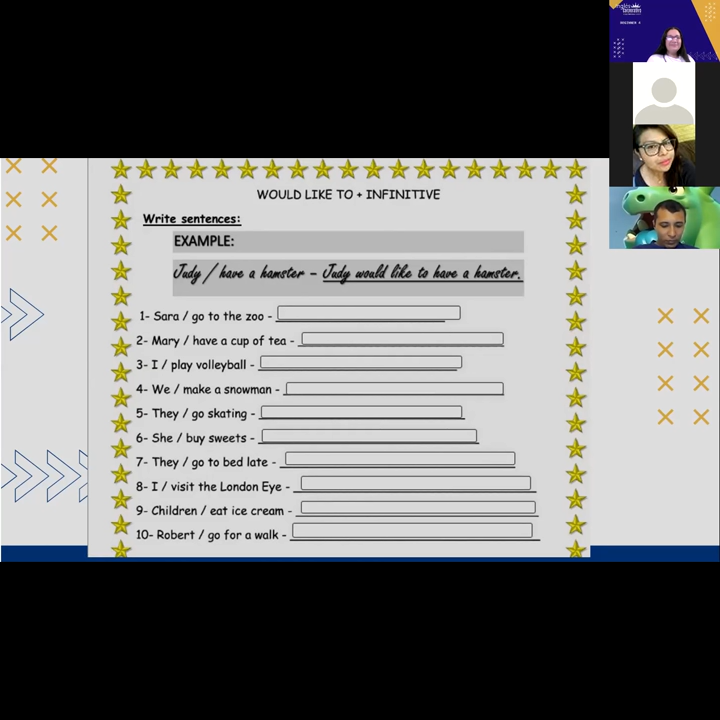 WOULD LIKE TO + INFINITIVE
Write sentences:
EXAMPLE:
Judy / have a hamster – Judy would like to have a hamster.
1- Sara / go to the zoo -
2- Mary / have a cup of tea -
3- I / play volleyball -
4- We / make a snowman -
5- They / go skating -
6- She / buy sweets -
7- They / go to bed late -
8- I / visit the London Eye -
9- Children / eat ice cream -
10- Robert / go for a walk -